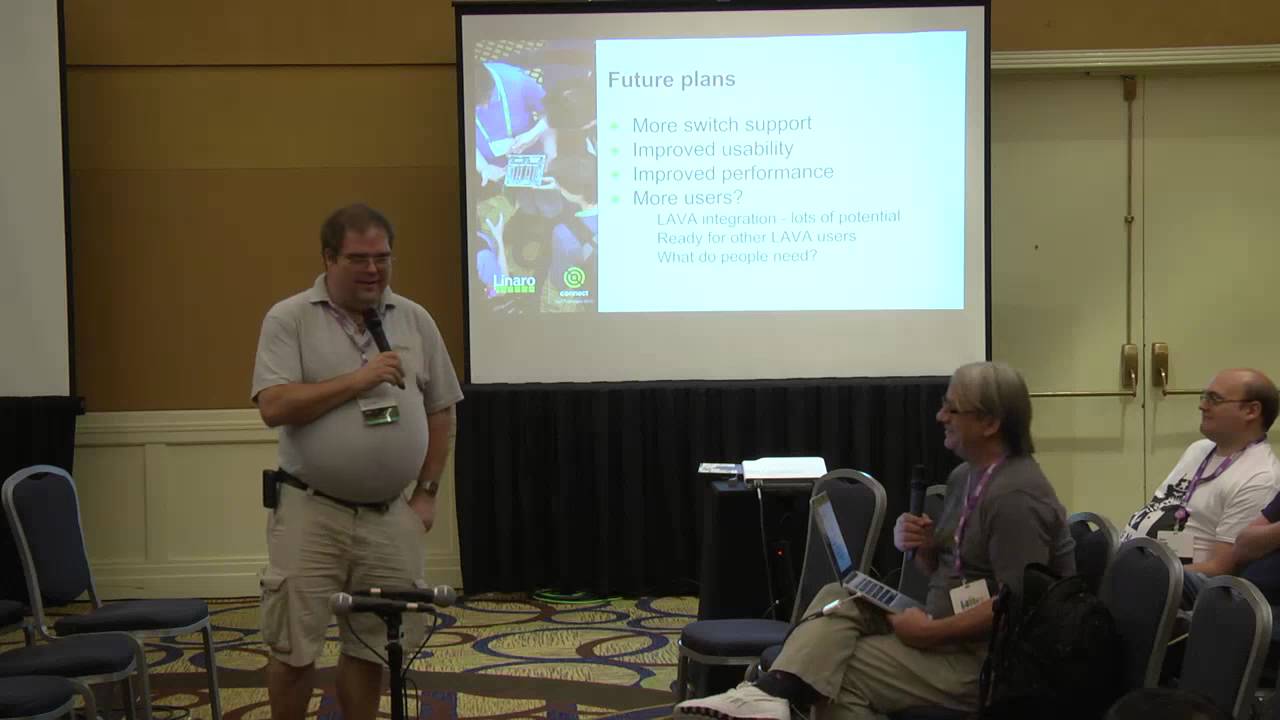 Future plans
More switch support
Improved usability
Improved performance
More users?
LAVA integration - lots of potential
Ready for other LAVA users
What do people need?
Linaro
connect